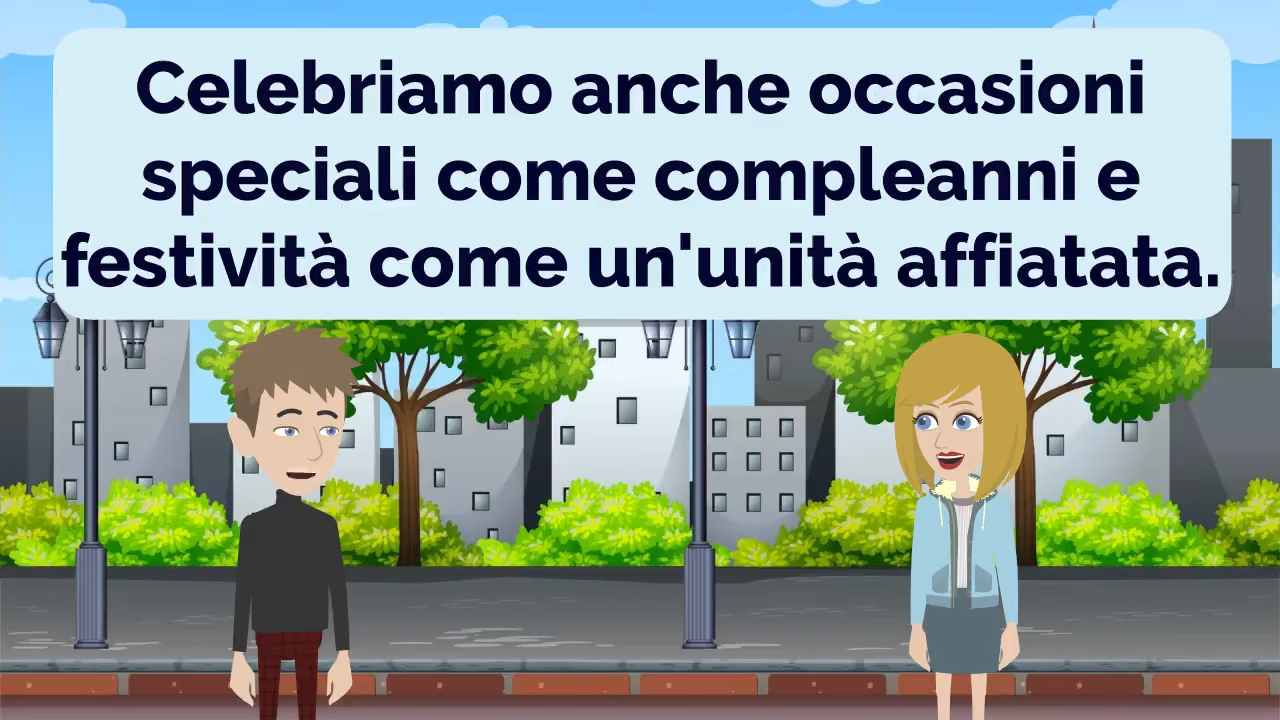 Celebriamo anche occasioni
speciali come compleanni e
festività come un'unità affiatata.